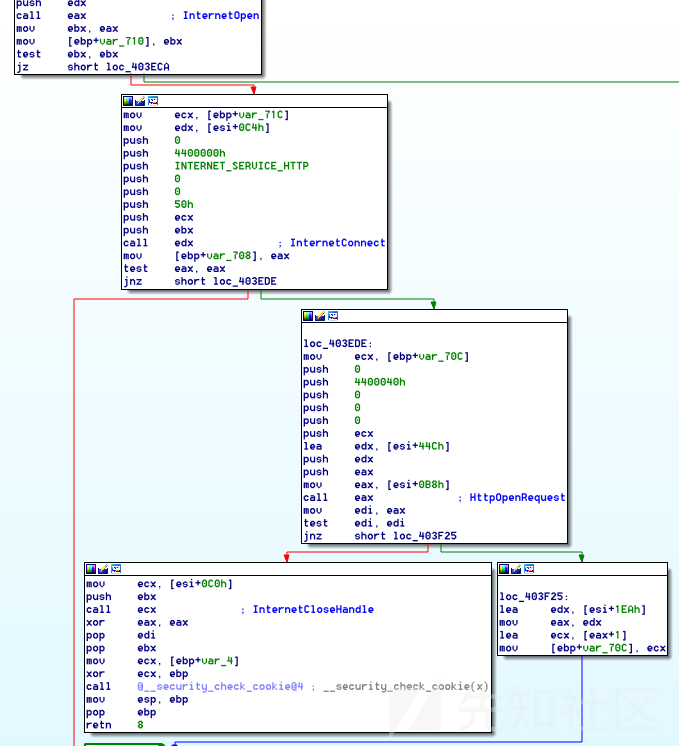 push edx
call eax ; InternetOpen
mov ebx, eax
mov [ebp+var_710], ebx
test ebx, ebx
jz short loc_403ECA
mov ecx, [ebp+var_71C]
mov edx, [esi+0C4h]
push 0
push 4400000h
push INTERNET_SERVICE_HTTP
push 0
push 0
push 50h
push ecx
push ebx
call edx ; InternetConnect
mov [ebp+var_708], eax
test eax, eax
jnz short loc_403EDE
loc_403EDE:
mov ecx, [ebp+var_70C]
push 0
push 4400040h
push 0
push 0
push 0
push ecx
lea edx, [esi+44Ch]
push edx
push eax
mov eax, [esi+0B8h]
call eax ; HttpOpenRequest
mov edi, eax
test edi, edi
jnz short loc_403F25
mov ecx, [esi+0C0h]
push ebx
call ecx ; InternetCloseHandle
xor eax, eax
pop edi
pop ebx
mov ecx, [ebp+var_4]
xor ecx, ebp
call @__security_check_cookie@4 ; __security_check_cookie(x)
mov esp, ebp
pop ebp
retn 8
loc_403F25:
lea edx, [esi+1EAh]
mov eax, edx
lea ecx, [eax+1]
mov [ebp+var_70C], ecx
先知社区